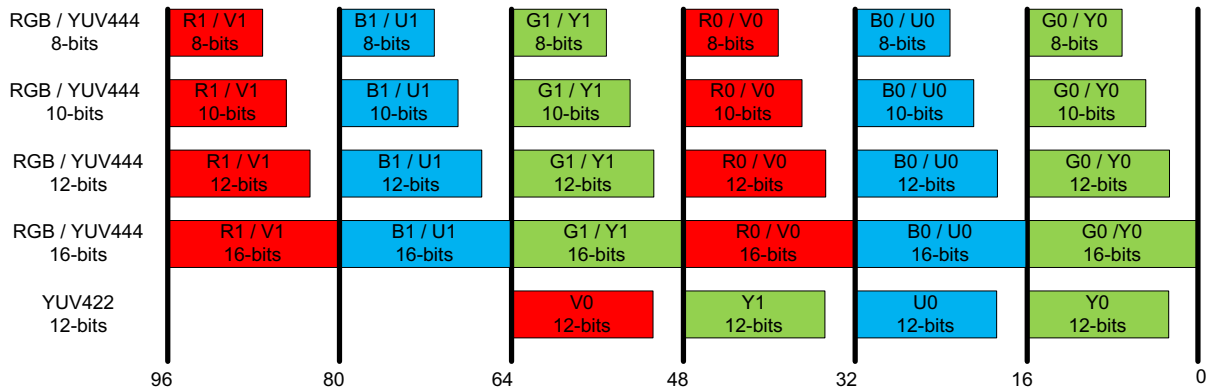 RGB / YUV444
8-bits
R1 / V1
8-bits
B1 / U1
8-bits
G1 / Y1
8-bits
R0 / V0
8-bits
B0 / U0
8-bits
G0 / Y0
8-bits
RGB / YUV444
10-bits
R1 / V1
10-bits
B1 / U1
10-bits
G1 / Y1
10-bits
R0 / V0
10-bits
B0 / U0
10-bits
G0 / Y0
10-bits
RGB / YUV444
12-bits
R1 / V1
12-bits
B1 / U1
12-bits
G1 / Y1
12-bits
R0 / V0
12-bits
B0 / U0
12-bits
G0 / Y0
12-bits
RGB / YUV444
16-bits
R1 / V1
16-bits
B1 / U1
16-bits
G1 / Y1
16-bits
R0 / V0
16-bits
B0 / U0
16-bits
G0 /Y0
16-bits
YUV422
12-bits
V0
12-bits
Y1
12-bits
U0
12-bits
Y0
12-bits
96
80
64
48
32
16
0